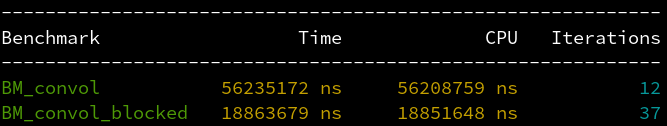 -----------------------------------------------------------
Benchmark                 Time             CPU   Iterations
-----------------------------------------------------------
BM_convol          56235172 ns     56208759 ns           12
BM_convol_blocked  18863679 ns     18851648 ns           37